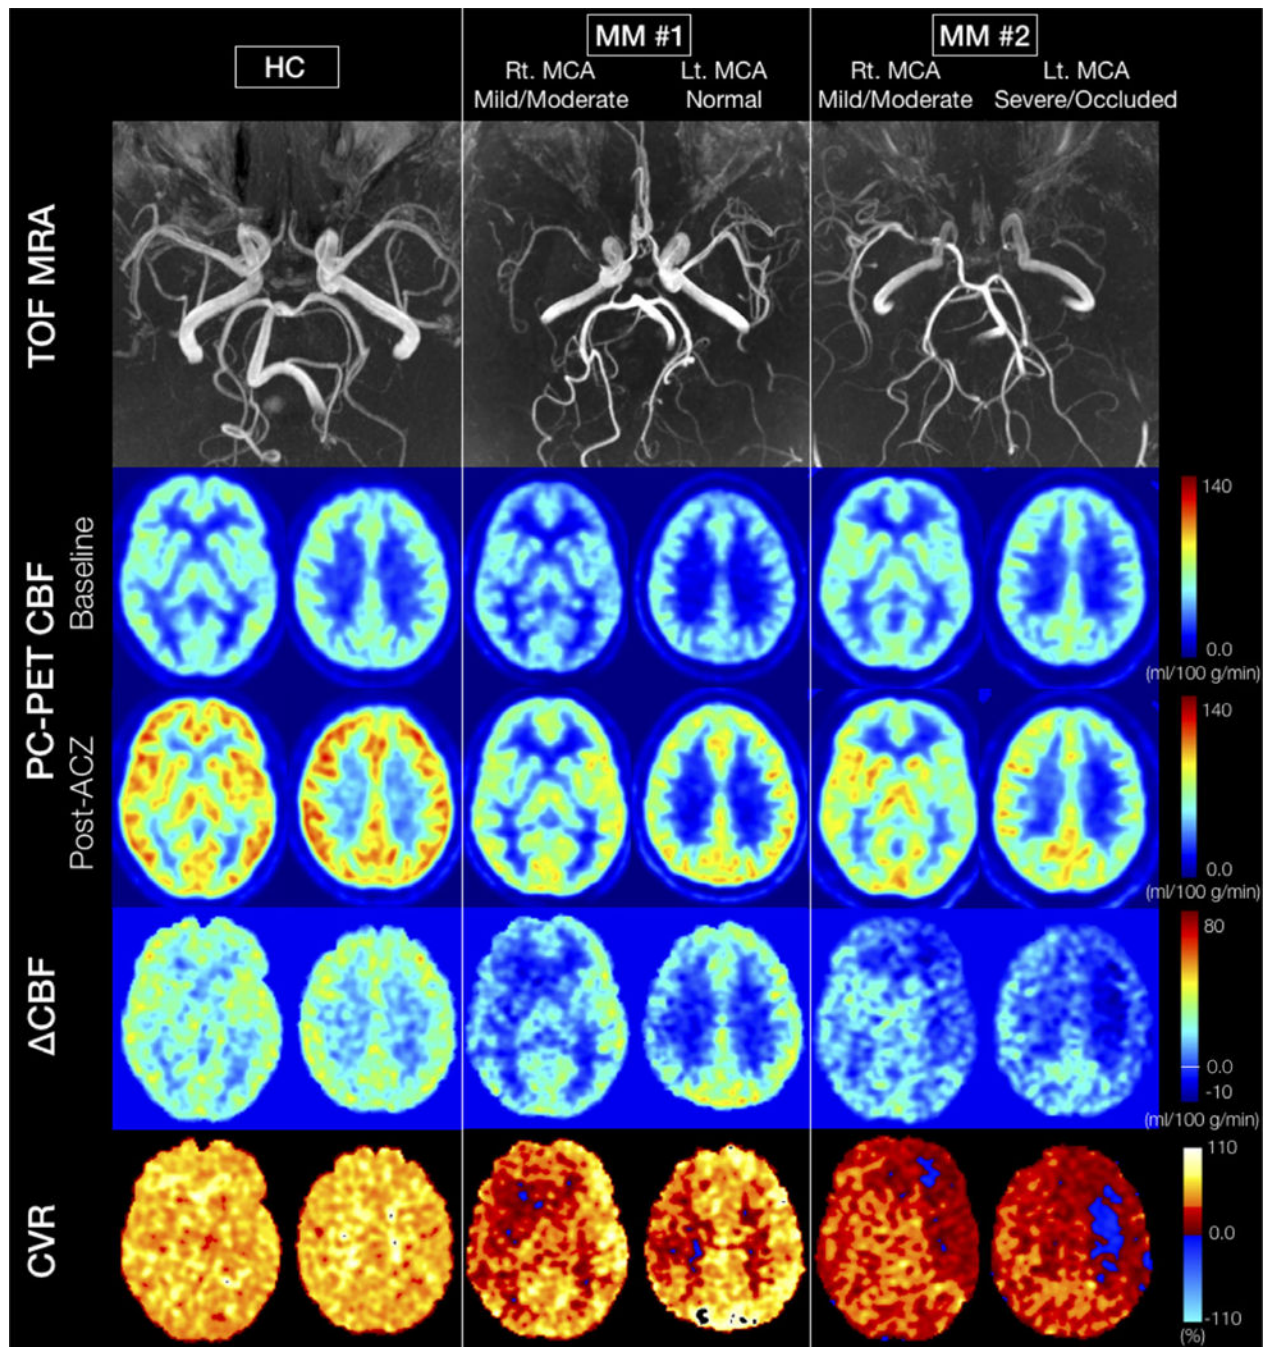 HC
MM #1
Rt. MCA
Mild/Moderate
Lt. MCA
Normal
MM #2
Rt. MCA
Mild/Moderate
Lt. MCA
Severe/Occluded
TOF MRA
PC-PET CBF
Baseline
140
0.0
(ml/100 g/min)
Post-ACZ
140
0.0
(ml/100 g/min)
ΔCBF
80
0.0
-10
(ml/100 g/min)
CVR
110
0.0
-110
(%)